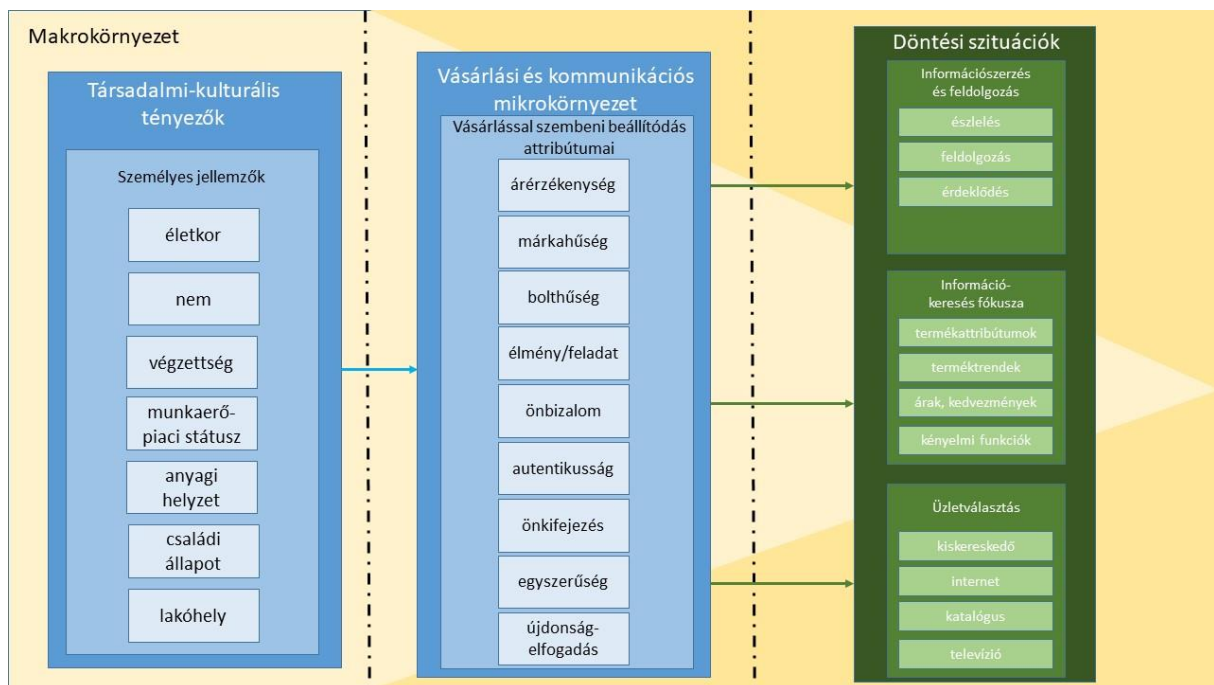 Makrokörnyezet
Társadalmi-kulturális
tényezők
Személyes jellemzők
életkor
nem
végzettség
munkaerő-
piaci státusz
anyagi
helyzet
családi
állapot
lakóhely
Vásárlási és kommunikációs
mikrokörnyezet
Vásárlással szembeni beállítódás
attribútumai
árérzékenység
márkahűség
bolthűség
élmény/feladat
önbizalom
autentikusság
önkifejezés
egyszerűség
újdonság-
elfogadás
Döntési szituációk
Információszerzés
és feldolgozás
észlelés
feldolgozás
érdeklődés
Információ-
keresés fókusza
termékattribútumok
terméktrendek
árak, kedvezmények
kényelmi funkciók
Üzletválasztás
kiskereskedő
internet
katalógus
televízió